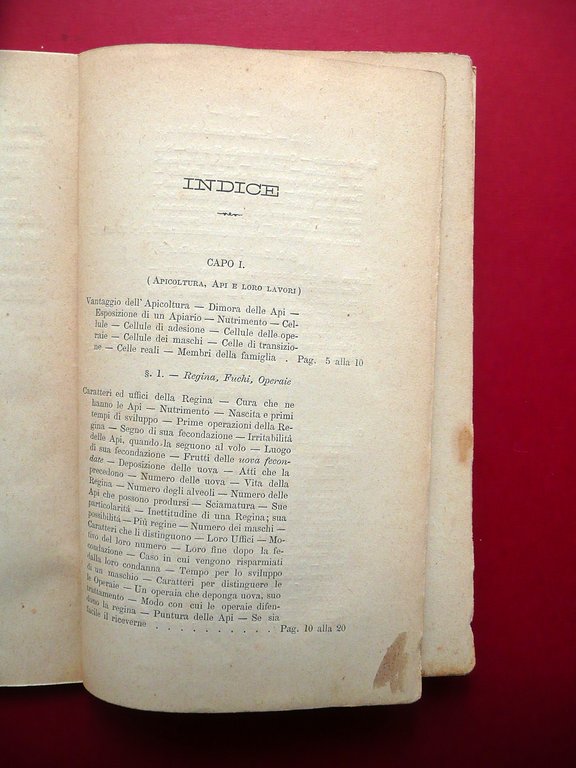 INDICE
CAPO I.
(APICOLTURA, API E LORO LAVORI)
Vantaggio dell'Apicoltura — Dimora delle Api —
Esposizione di un Apiario — Nutrimento — Cel-
lule — Cellule di adesione — Cellule delle ope-
raie — Cellule dei maschi — Celle di transizio-
ne — Celle reali — Membri della famiglia . Pag. 5 alla 10
§. 1. — Regina, Fuchi, Operaie
Caratteri ed uffici della Regina — Cura che ne
hanno le Api — Nutrimento — Nascita e primi
tempi di sviluppo — Prime operazioni della Re-
gina — Segno di sua fecondazione — Irritabilità
delle Api, quando la seguono al volo — Luogo
di sua fecondazione — Frutti delle uova fecon-
date — Deposizione delle uova — Atti che la
precedono — Numero delle uova — Vita della
Regina — Numero degli alveoli — Numero delle
Api che possono prodursi — Sciamatura — Sue
particolarità — Inettitudine di una Regina; sua
possibilità — Più regine — Numero dei maschi —
Caratteri che li distinguono — Loro Uffici — Mo-
tivo del loro numero — Loro fine dopo la fe-
condazione — Caso in cui vengono risparmiati
dalla loro condanna — Tempo per lo sviluppo
di un maschio — Caratteri per distinguere le
le Operaie — Un operaia che deponga uova, suo
trattamento — Modo con cui le operaie difen-
dono la regina — Puntura delle Api — Se sia
facile il riceverne . . . . . . . . . . Pag. 10 alla 20